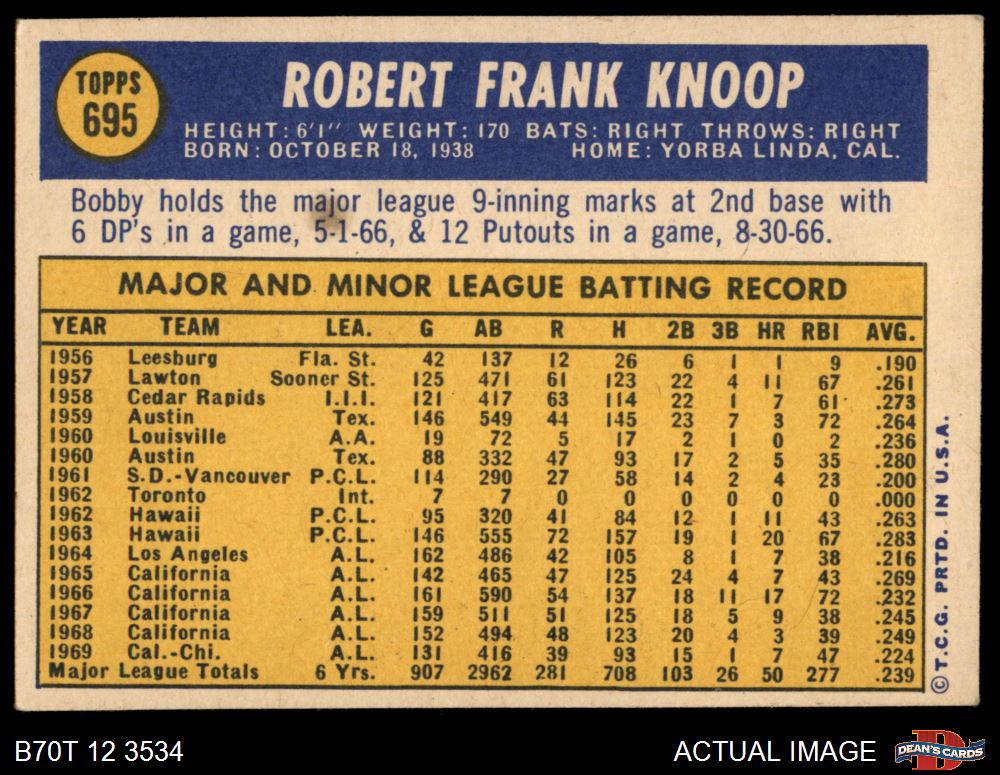 TOPPS
695
ROBERT FRANK KNOOP
HEIGHT: 6'1" WEIGHT: 170 BATS: RIGHT THROWS: RIGHT
BORN: OCTOBER 18, 1938 HOME: YORBA LINDA, CAL.
Bobby holds the major league 9-inning marks at 2nd base with
6 DP's in a game, 5-1-66, & 12 Putouts in a game, 8-30-66.
MAJOR AND MINOR LEAGUE BATTING RECORD
YEAR TEAM LEA. G AB R H 2B 3B HR RBI AVG.
1956 Leesburg Fla. St. 42 137 12 26 6 1 1 9 .190
1957 Lawton Sooner St. 125 471 61 123 22 4 11 67 .261
1958 Cedar Rapids I.I.I. 121 417 63 114 22 1 7 61 .273
1959 Austin Tex. 146 549 44 145 23 7 3 72 .264
1960 Louisville A.A. 19 72 5 17 2 1 0 2 .236
1960 Austin Tex. 88 332 47 93 17 2 5 35 .280
1961 S.D.-Vancouver P.C.L. 114 290 27 58 14 2 4 23 .200
1962 Toronto Int. 7 7 0 0 0 0 0 0 .000
1962 Hawaii P.C.L. 95 320 41 84 12 1 11 43 .263
1963 Hawaii P.C.L. 146 555 72 157 19 1 20 67 .283
1964 Los Angeles A.L. 162 486 42 105 8 1 7 38 .216
1965 California A.L. 142 465 47 125 24 4 7 43 .269
1966 California A.L. 161 590 54 137 18 11 17 72 .232
1967 California A.L. 159 511 51 125 18 5 9 38 .245
1968 California A.L. 152 494 48 123 20 4 3 39 .249
1969 Cal.-Chi. A.L. 131 416 39 93 15 1 7 47 .224
Major League Totals 6 Yrs. 907 2962 281 708 103 26 50 277 .239
© T.C.G. PRTD. IN U.S.A.
B70T 12 3534
ACTUAL IMAGE
DEAN'S CARDS